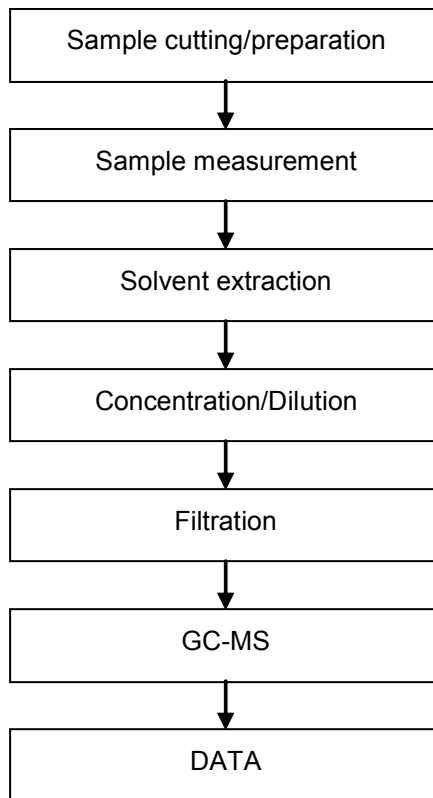 Sample cutting/preparation
Sample measurement
Solvent extraction
Concentration/Dilution
Filtration
GC-MS
DATA